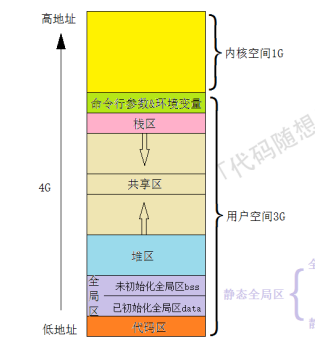 高地址
内核空间1G
命令行参数&环境变量
栈区
「代码随想
4G
共享区
用户空间3G
堆区
全局区
未初始化全局区bss
已初始化全局区data
静态全局区
全
静
低地址
代码区